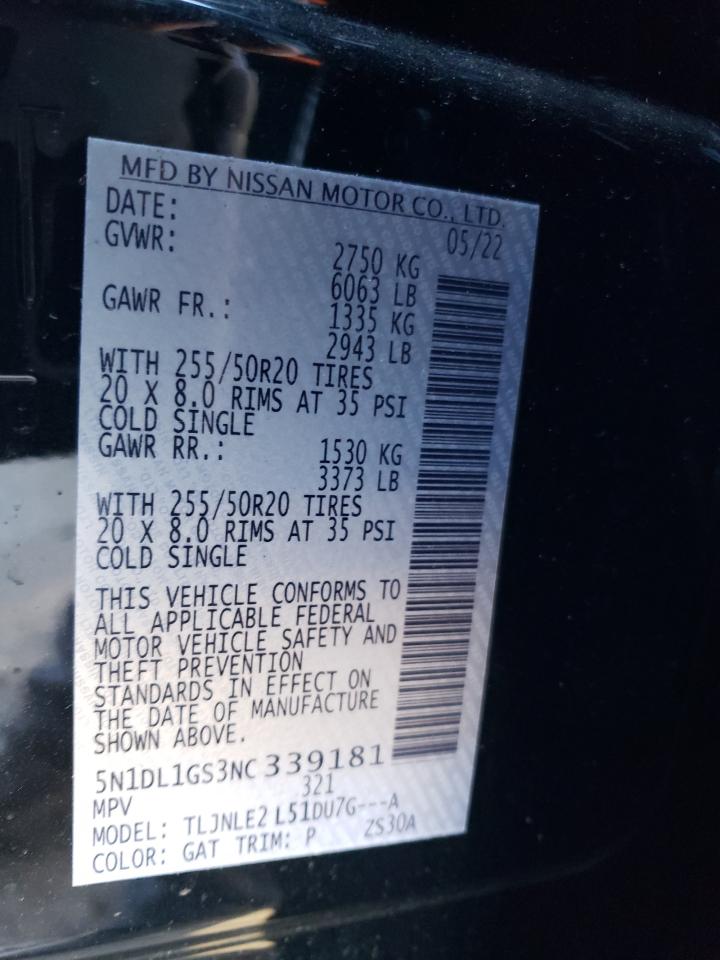 MFD BY NISSAN MOTOR CO., LTD.
DATE: 05/22
GVWR: 2750 KG
6063 LB
GAWR FR.: 1335 KG
2943 LB
WITH 255/50R20 TIRES
20 X 8.0 RIMS AT 35 PSI
COLD SINGLE
GAWR RR.: 1530 KG
3373 LB
WITH 255/50R20 TIRES
20 X 8.0 RIMS AT 35 PSI
COLD SINGLE
THIS VEHICLE CONFORMS TO
ALL APPLICABLE FEDERAL
MOTOR VEHICLE SAFETY AND
THEFT PREVENTION
STANDARDS IN EFFECT ON
THE DATE OF MANUFACTURE
SHOWN ABOVE.
5N1DL1GS3NC339181
MPV 321
MODEL: TLJNLE2 L51DU7G---A
COLOR: GAT TRIM: P ZS30A